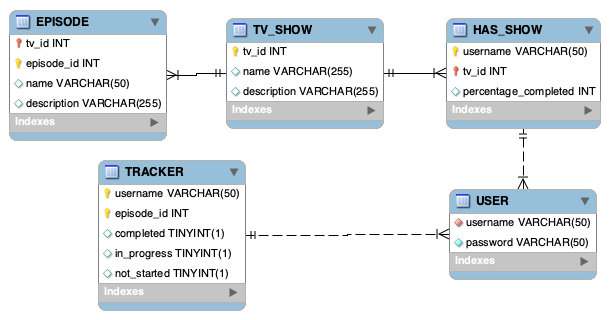 EPISODE
tv_id INT
episode_id INT
name VARCHAR(50)
description VARCHAR(255)
Indexes
TV_SHOW
tv_id INT
name VARCHAR(255)
description VARCHAR(255)
Indexes
HAS_SHOW
username VARCHAR(50)
tv_id INT
percentage_completed INT
Indexes
TRACKER
username VARCHAR(50)
episode_id INT
completed TINYINT(1)
in_progress TINYINT(1)
not_started TINYINT(1)
Indexes
USER
username VARCHAR(50)
password VARCHAR(50)
Indexes